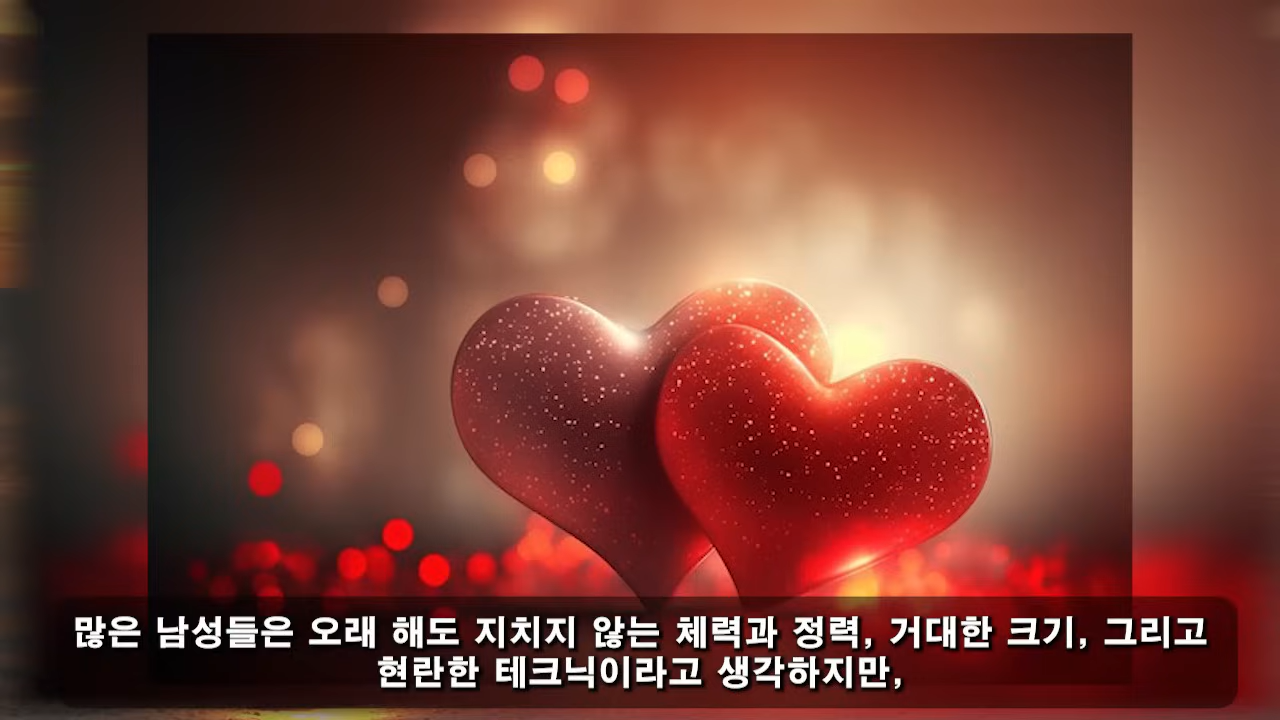 많은 남성들은 오래 해도 지치지 않는 체력과 정력, 거대한 크기, 그리고
현란한 테크닉이라고 생각하지만,